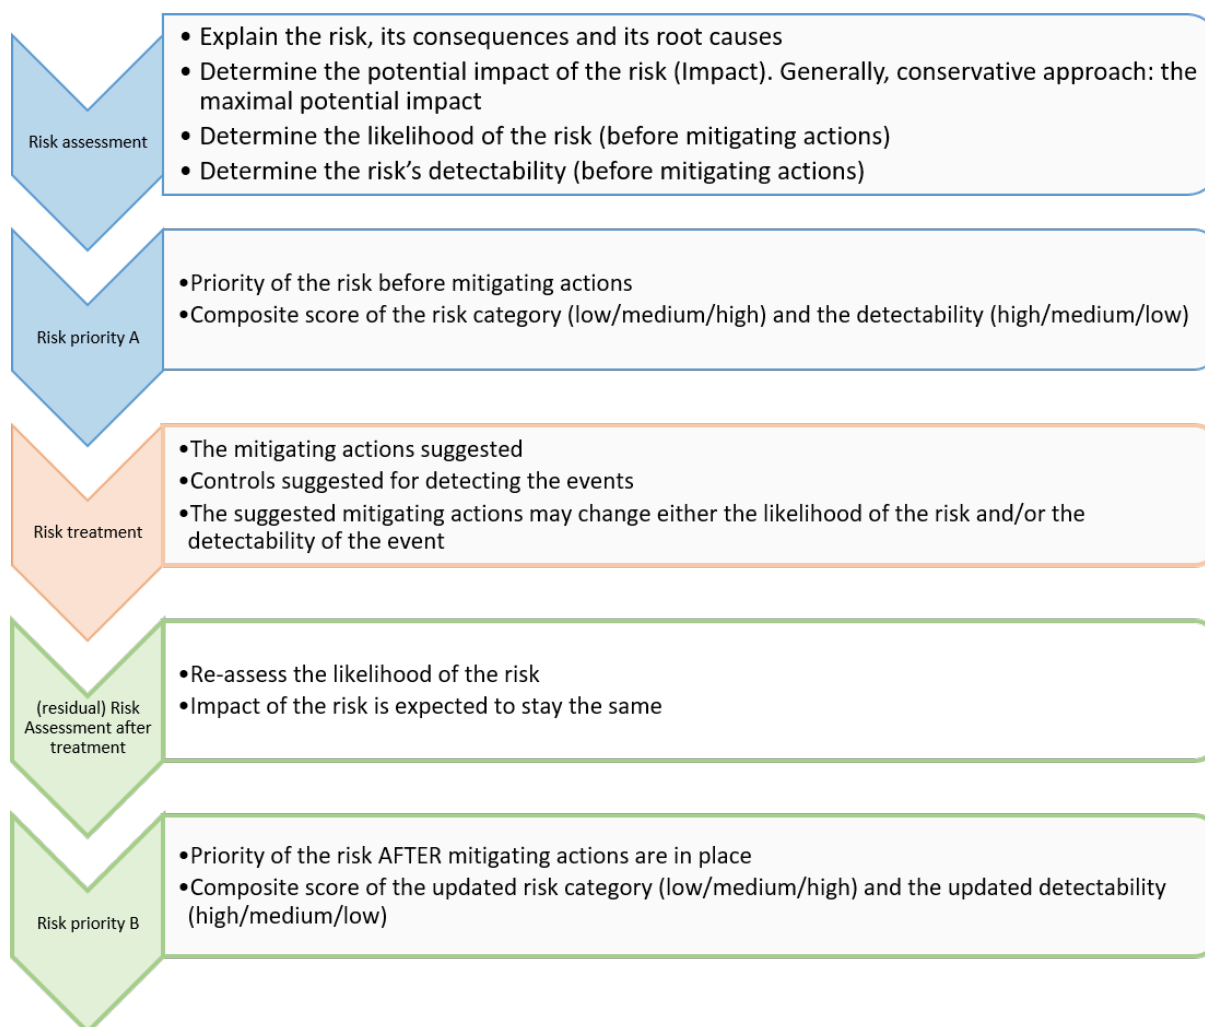 • Explain the risk, its consequences and its root causes
• Determine the potential impact of the risk (Impact). Generally, conservative approach: the
maximal potential impact
• Determine the likelihood of the risk (before mitigating actions)
• Determine the risk’s detectability (before mitigating actions)
Risk assessment
•Priority of the risk before mitigating actions
•Composite score of the risk category (low/medium/high) and the detectability (high/medium/low)
Risk priority A
•The mitigating actions suggested
•Controls suggested for detecting the events
•The suggested mitigating actions may change either the likelihood of the risk and/or the
detectability of the event
Risk treatment
•Re-assess the likelihood of the risk
•Impact of the risk is expected to stay the same
(residual) Risk
Assessment after
treatment
•Priority of the risk AFTER mitigating actions are in place
•Composite score of the updated risk category (low/medium/high) and the updated detectability
(high/medium/low)
Risk priority B